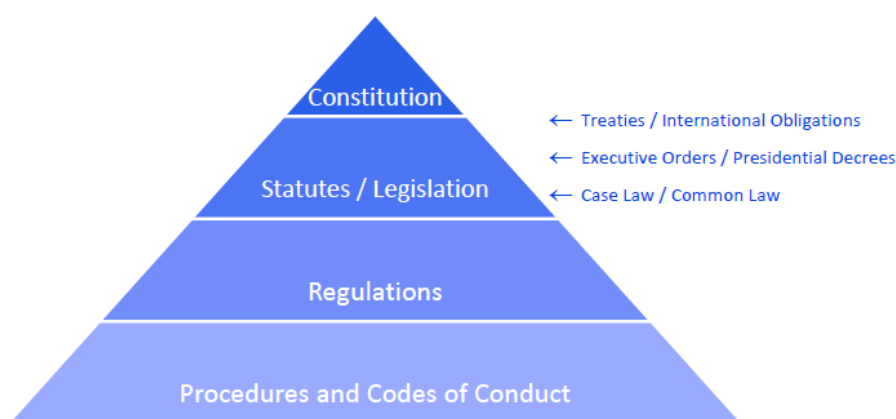 Constitution
← Treaties / International Obligations
← Executive Orders / Presidential Decrees
Statutes / Legislation
← Case Law / Common Law
Regulations
Procedures and Codes of Conduct